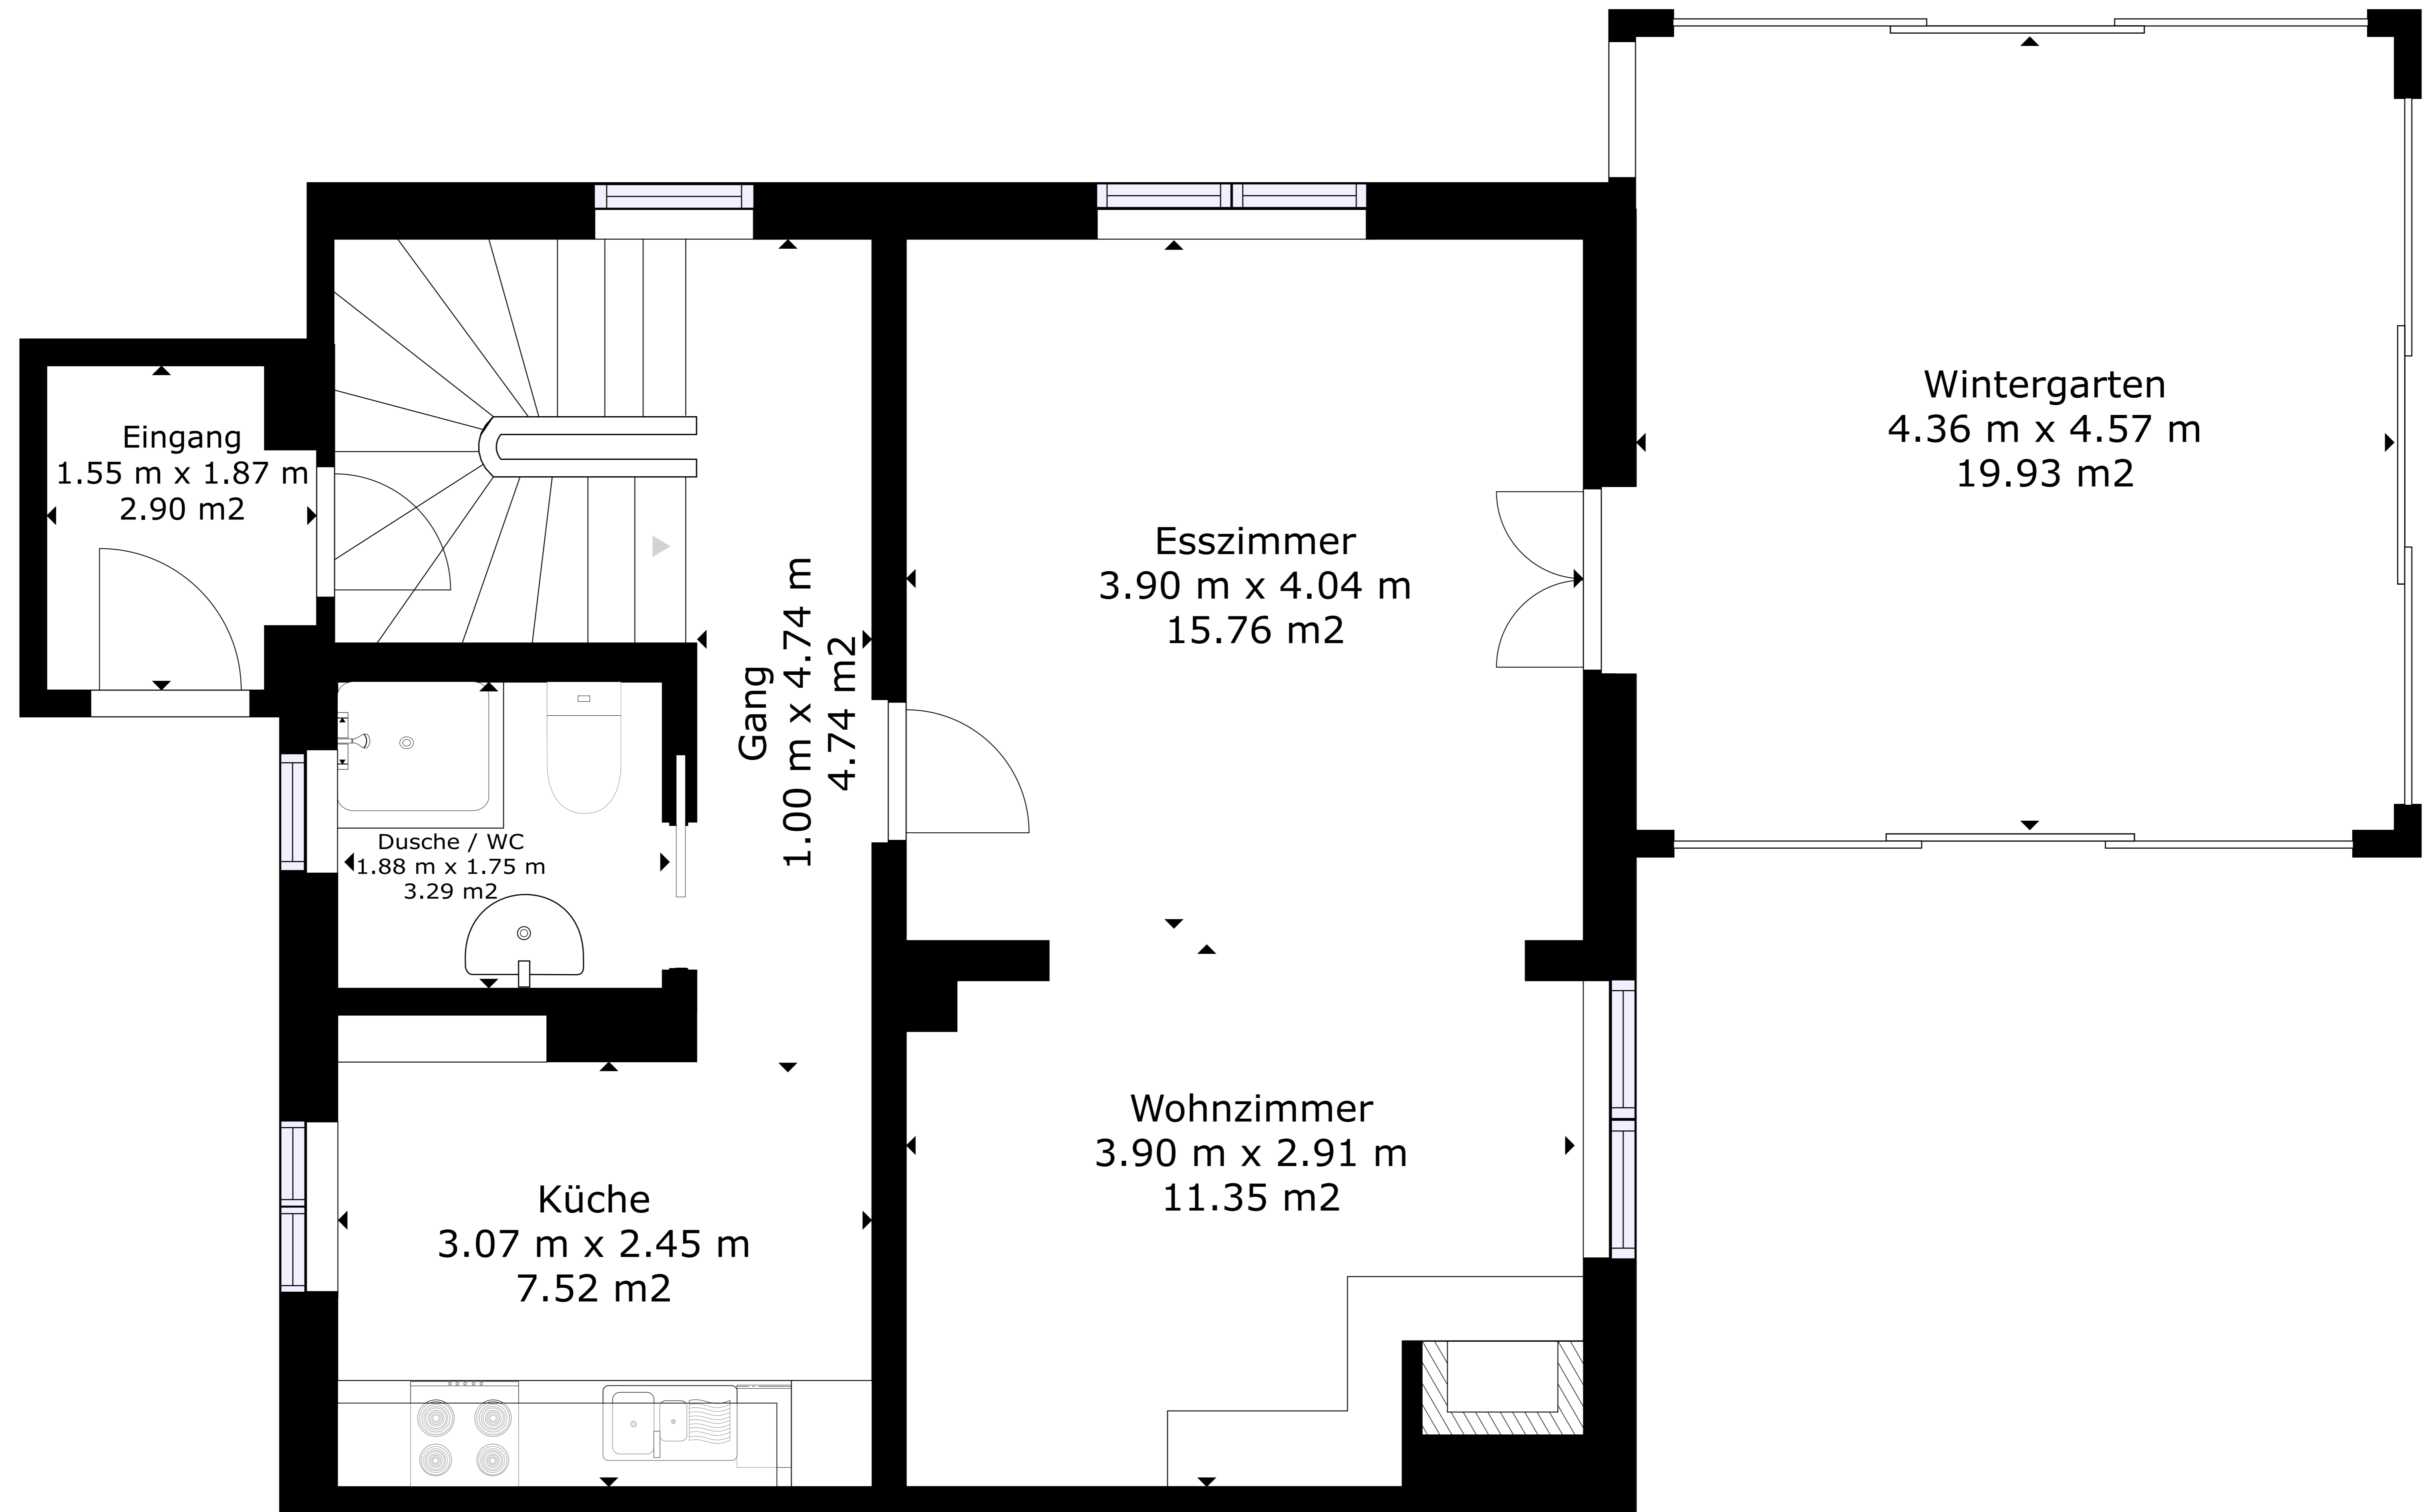 Wintergarten
4.36 m x 4.57 m
19.93 m2
Eingang
1.55 m x 1.87 m
2.90 m2
Esszimmer
3.90 m x 4.04 m
15.76 m2
Gang
1.00 m x 4.74 m
4.74 m2
Dusche / WC
1.88 m x 1.75 m
3.29 m2
Wohnzimmer
3.90 m x 2.91 m
11.35 m2
Küche
3.07 m x 2.45 m
7.52 m2